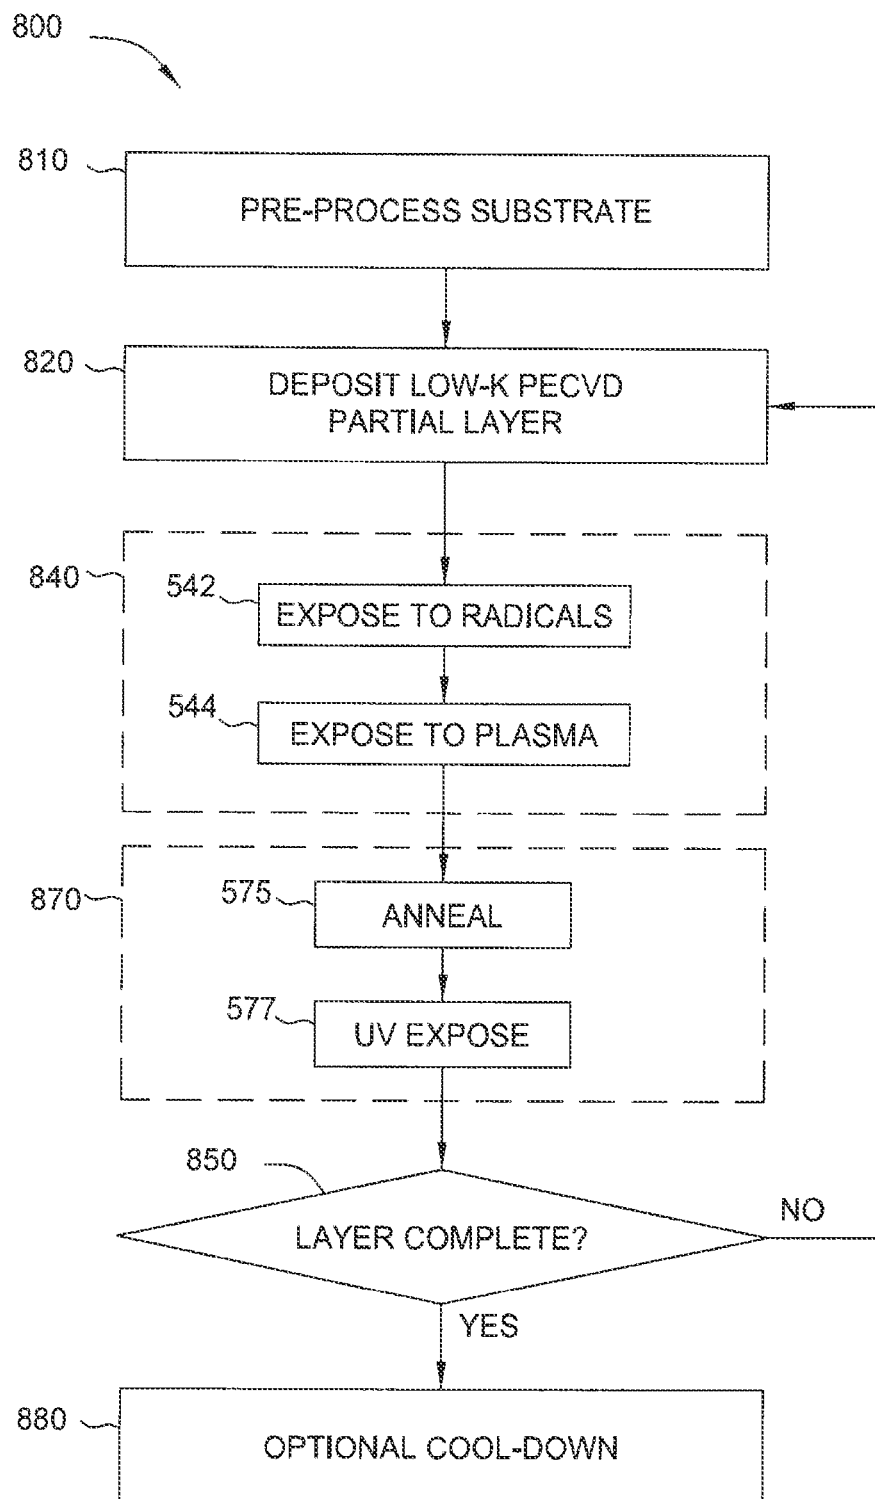 800
810
PRE-PROCESS SUBSTRATE
820
DEPOSIT LOW-K PECVD
PARTIAL LAYER
840
542
EXPOSE TO RADICALS
544
EXPOSE TO PLASMA
870
575
ANNEAL
577
UV EXPOSE
850
LAYER COMPLETE?
NO
YES
880
OPTIONAL COOL-DOWN